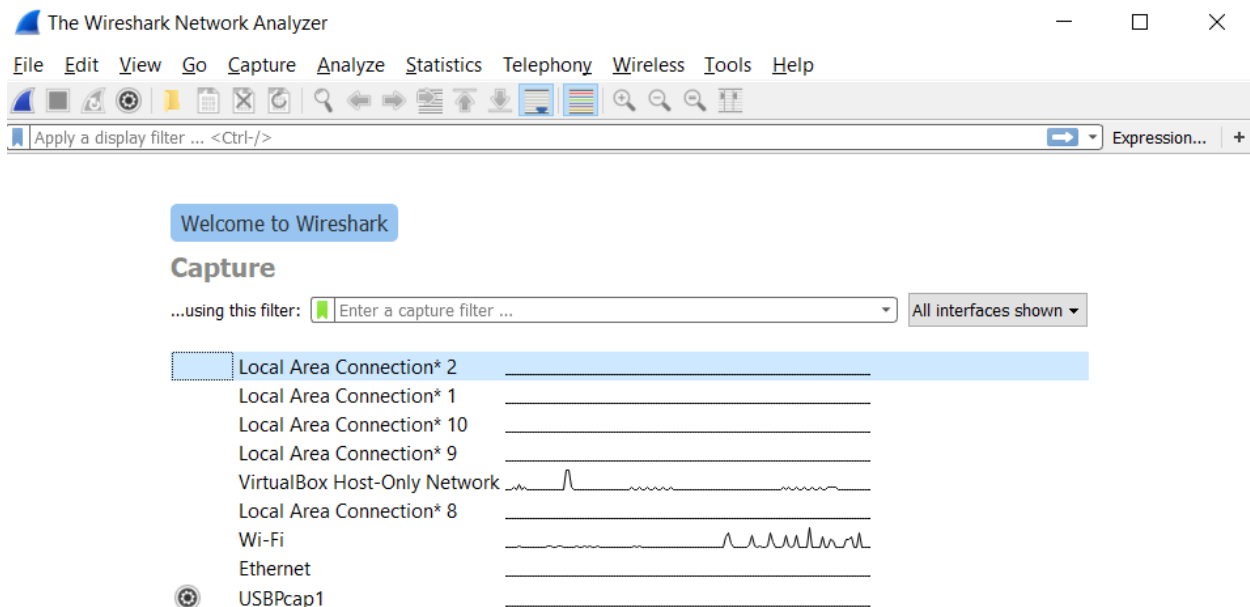 The Wireshark Network Analyzer
File Edit View Go Capture Analyze Statistics Telephony Wireless Tools Help
Apply a display filter ... <Ctrl-/> Expression... +
Welcome to Wireshark
Capture
...using this filter: Enter a capture filter ... All interfaces shown
Local Area Connection* 2
Local Area Connection* 1
Local Area Connection* 10
Local Area Connection* 9
VirtualBox Host-Only Network
Local Area Connection* 8
Wi-Fi
Ethernet
USBPcap1